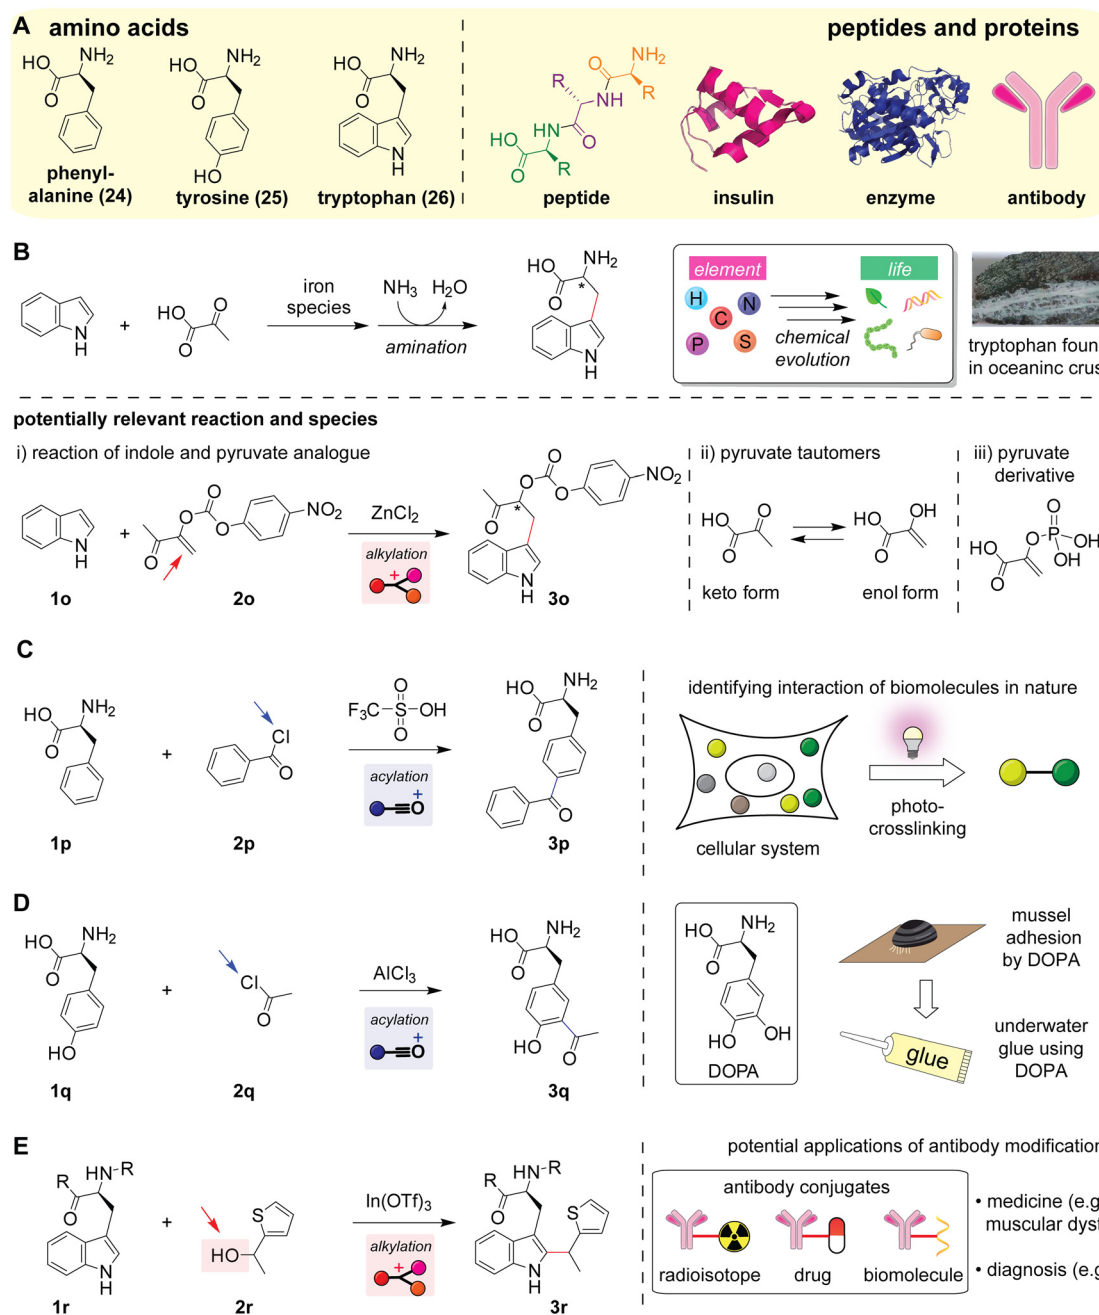 A amino acids
peptides and proteins
HO NH2 O
HO NH2 O HO
HO NH2 O N H
R O NH2 R NH O HN HO O R
phenyl-
alanine (24)
tyrosine (25)
tryptophan (26)
peptide
insulin
enzyme
antibody
B
N H
+
HO O O
iron
species
NH3 H2O
amination
HO NH2 O * N H
element
life
H N C P S
chemical
evolution
tryptophan foun
in oceaninc crus
potentially relevant reaction and species
i) reaction of indole and pyruvate analogue
N H
+
O O O O NO2
ZnCl2
alkylation
+
O O O O NO2 * N H
1o
2o
3o
ii) pyruvate tautomers
HO O O
HO OH O
keto form
enol form
iii) pyruvate
derivative
HO O O O P OH OH
C
HO NH2 O
+
Cl O
F3C S O O OH
acylation
+
O
HO NH2 O O
1p
2p
3p
identifying interaction of biomolecules in nature
cellular system
photo-
crosslinking
D
HO NH2 O HO
+
Cl O
AlCl3
acylation
+
O
HO NH2 O HO O
1q
2q
3q
HO NH2 O HO OH
DOPA
mussel
adhesion
by DOPA
glue
underwater
glue using
DOPA
E
R HN R O N H
+
S HO
In(OTf)3
alkylation
+
R HN R O S N H
1r
2r
3r
potential applications of antibody modification
antibody conjugates
radioisotope
drug
biomolecule
• medicine (e.g
muscular dyst
• diagnosis (e.g